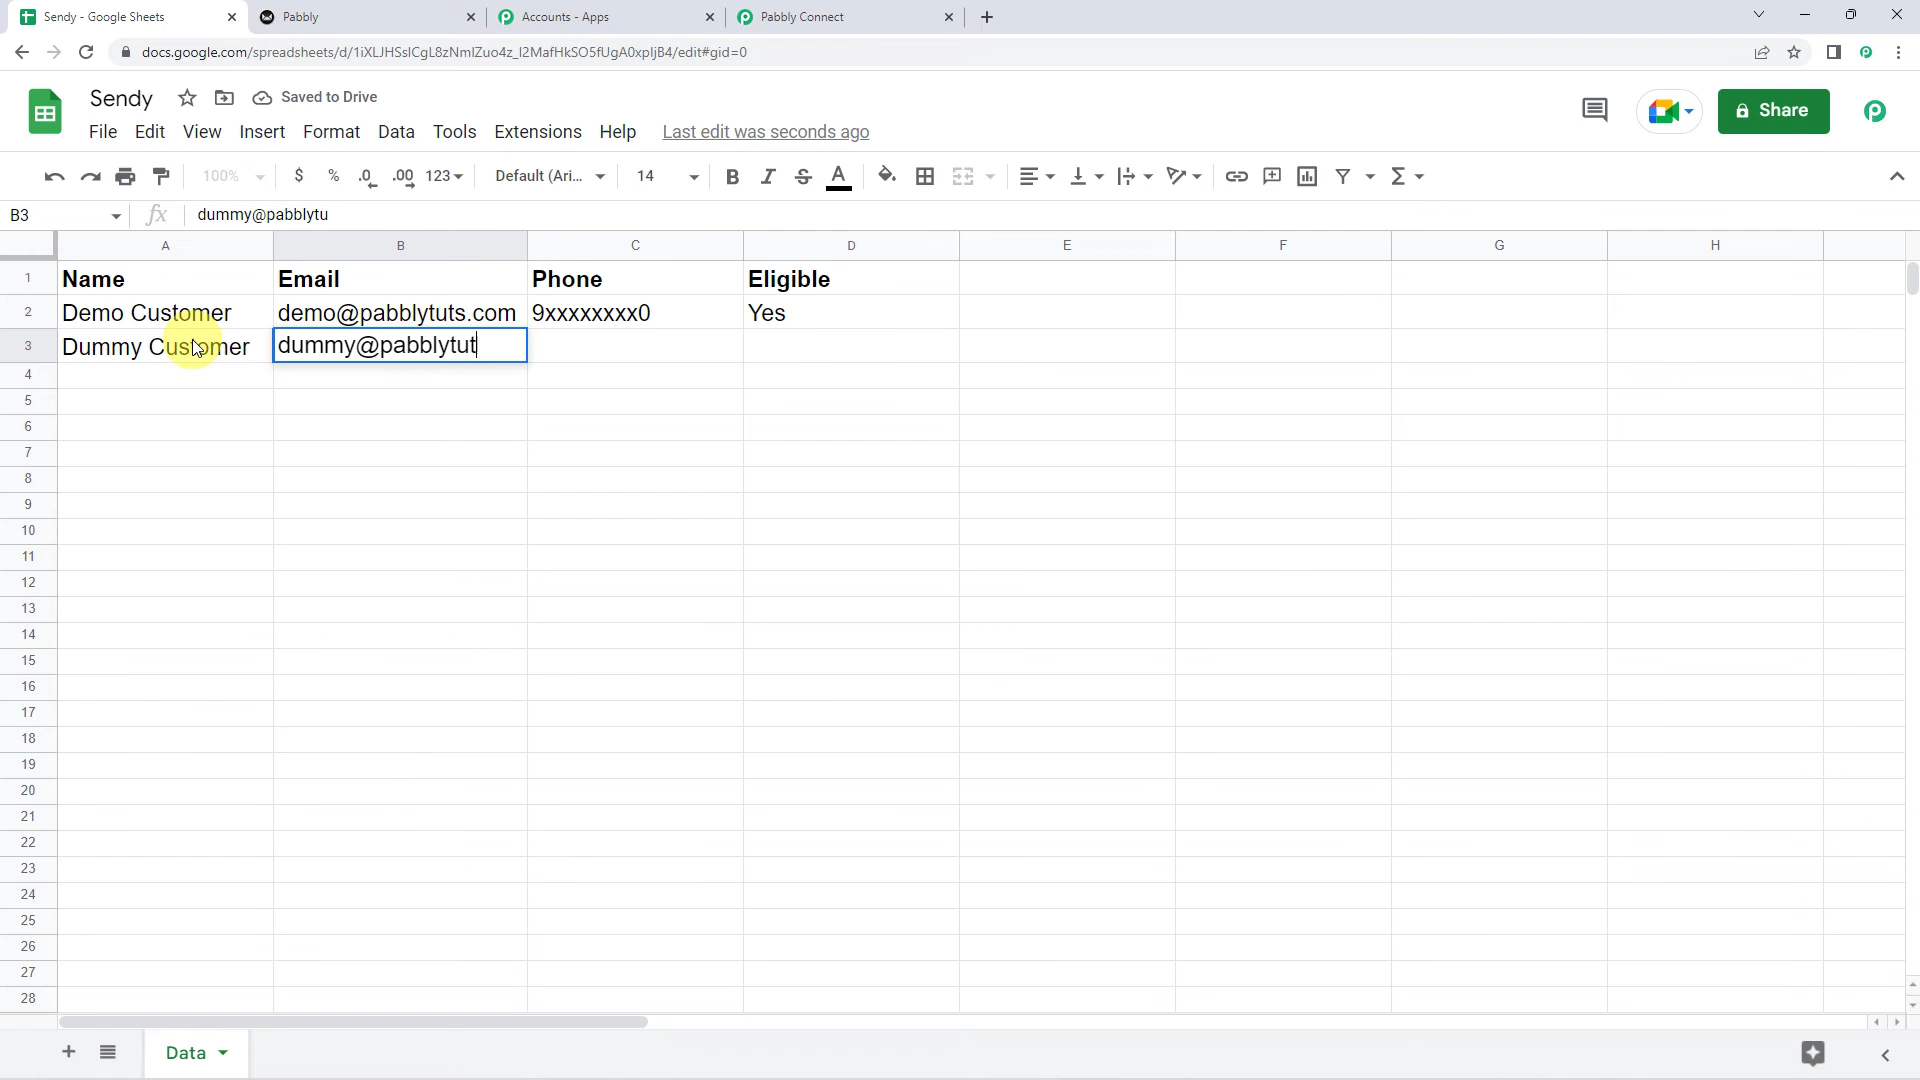 Sendy - Google Sheets
Pabbly
Accounts - Apps
Pabbly Connect
docs.google.com/spreadsheets/d/1iXLJHSsICgL8zNmIZuo4z_I2MafHkSO5fUgA0xpIjB4/edit#gid=0
Sendy
Saved to Drive
File Edit View Insert Format Data Tools Extensions Help Last edit was seconds ago
Share
100% $ % .0 .00 123 Default (Ari... 14 B I S A
B3 fx dummy@pabblytu
A B C D E F G H
1 Name Email Phone Eligible
2 Demo Customer demo@pabblytuts.com 9xxxxxxxx0 Yes
3 Dummy Customer dummy@pabblytut
4
5
6
7
8
9
10
11
12
13
14
15
16
17
18
19
20
21
22
23
24
25
26
27
28
Data